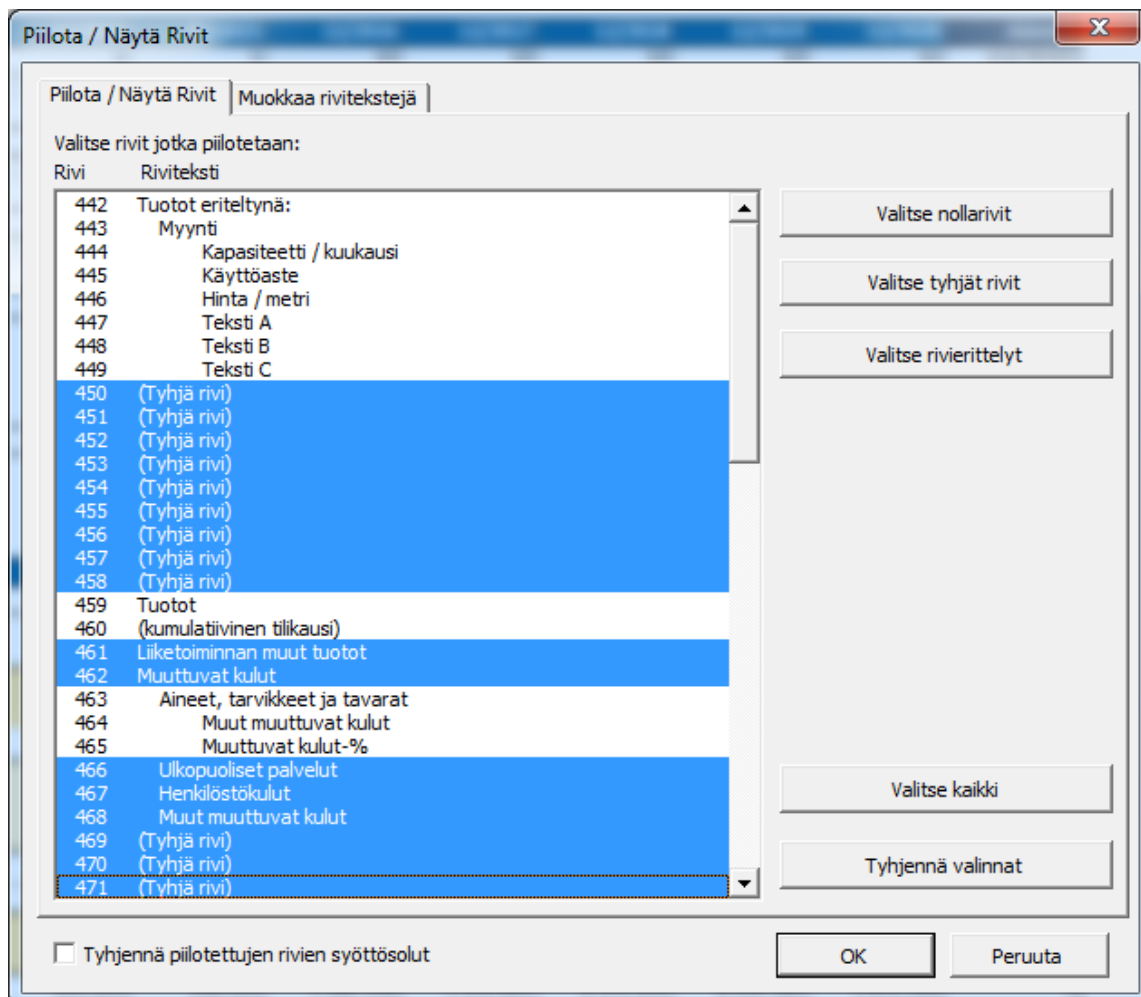 Piilota / Näytä Rivit
Piilota / Näytä Rivit Muokkaa rivitekstejä
Valitse rivit jotka piilotetaan:
Rivi Riviteksti
442 Tuotot eriteltynä:
443 Myynti
444 Kapasiteetti / kuukausi
445 Käyttöaste
446 Hinta / metri
447 Teksti A
448 Teksti B
449 Teksti C
450 (Tyhjä rivi)
451 (Tyhjä rivi)
452 (Tyhjä rivi)
453 (Tyhjä rivi)
454 (Tyhjä rivi)
455 (Tyhjä rivi)
456 (Tyhjä rivi)
457 (Tyhjä rivi)
458 (Tyhjä rivi)
459 Tuotot
460 (kumulatiivinen tilikausi)
461 Liiketoiminnan muut tuotot
462 Muuttuvat kulut
463 Aineet, tarvikkeet ja tavarat
464 Muut muuttuvat kulut
465 Muuttuvat kulut-%
466 Ulkopuoliset palvelut
467 Henkilöstökulut
468 Muut muuttuvat kulut
469 (Tyhjä rivi)
470 (Tyhjä rivi)
471 (Tyhjä rivi)
Valitse nollarivit
Valitse tyhjät rivit
Valitse rivierittelyt
Valitse kaikki
Tyhjennä valinnat
Tyhjennä piilotettujen rivien syöttösolut
OK Peruuta